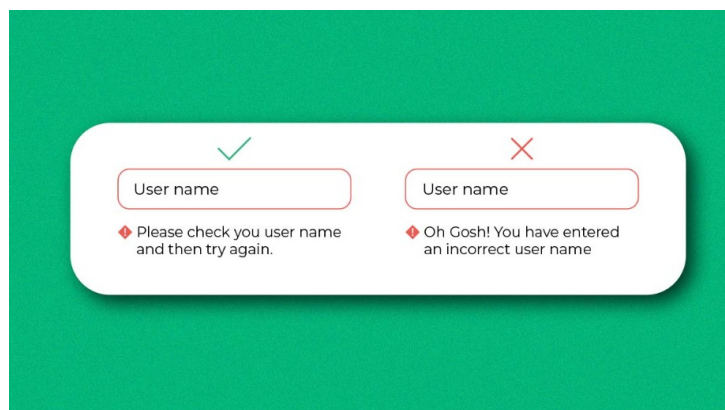 User name
Please check you user name
and then try again.
User name
Oh Gosh! You have entered
an incorrect user name